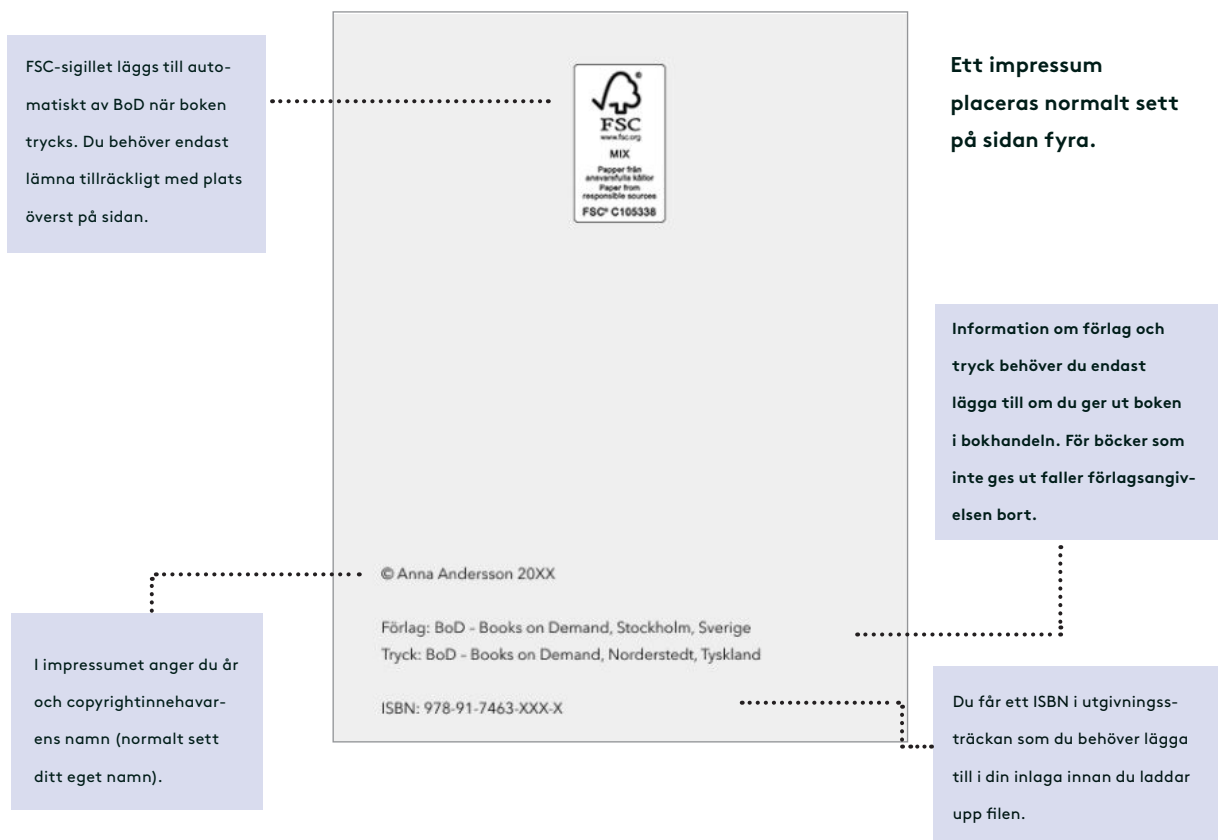 FSC-sigillet läggs till auto-
matiskt av BoD när boken
trycks. Du behöver endast
lämna tillräckligt med plats
överst på sidan.
FSC
www.fsc.org
MIX
Papper från
ansvarsfulla källor
Paper from
responsible sources
FSC® C105338
Ett impressum
placeras normalt sett
på sidan fyra.
Information om förlag och
tryck behöver du endast
lägga till om du ger ut boken
i bokhandeln. För böcker som
inte ges ut faller förlagsangiv-
elsen bort.
© Anna Andersson 20XX
Förlag: BoD - Books on Demand, Stockholm, Sverige
Tryck: BoD - Books on Demand, Norderstedt, Tyskland
ISBN: 978-91-7463-XXX-X
I impressumet anger du år
och copyrightinnehavar-
ens namn (normalt sett
ditt eget namn).
Du får ett ISBN i utgivningss-
träckan som du behöver lägga
till i din inlaga innan du laddar
upp filen.